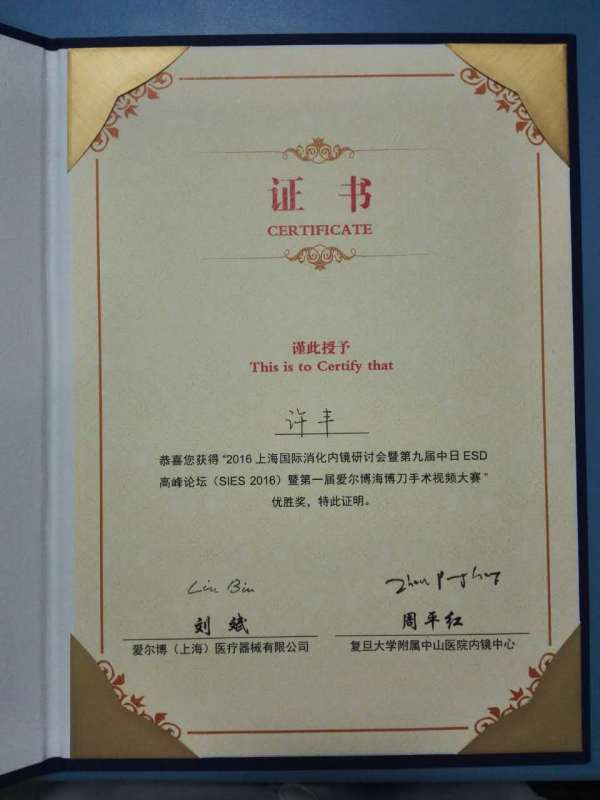 证书
CERTIFICATE
谨此授予
This is to Certify that
许丰
恭喜您获得“2016 上海国际消化内镜研讨会暨第九届中日 ESD
高峰论坛（SIES 2016）暨第一届爱尔博海博刀手术视频大赛”
优胜奖，特此证明。
Liu Bin
Zhou Pinghong
刘斌
周平红
爱尔博（上海）医疗器械有限公司
复旦大学附属中山医院内镜中心